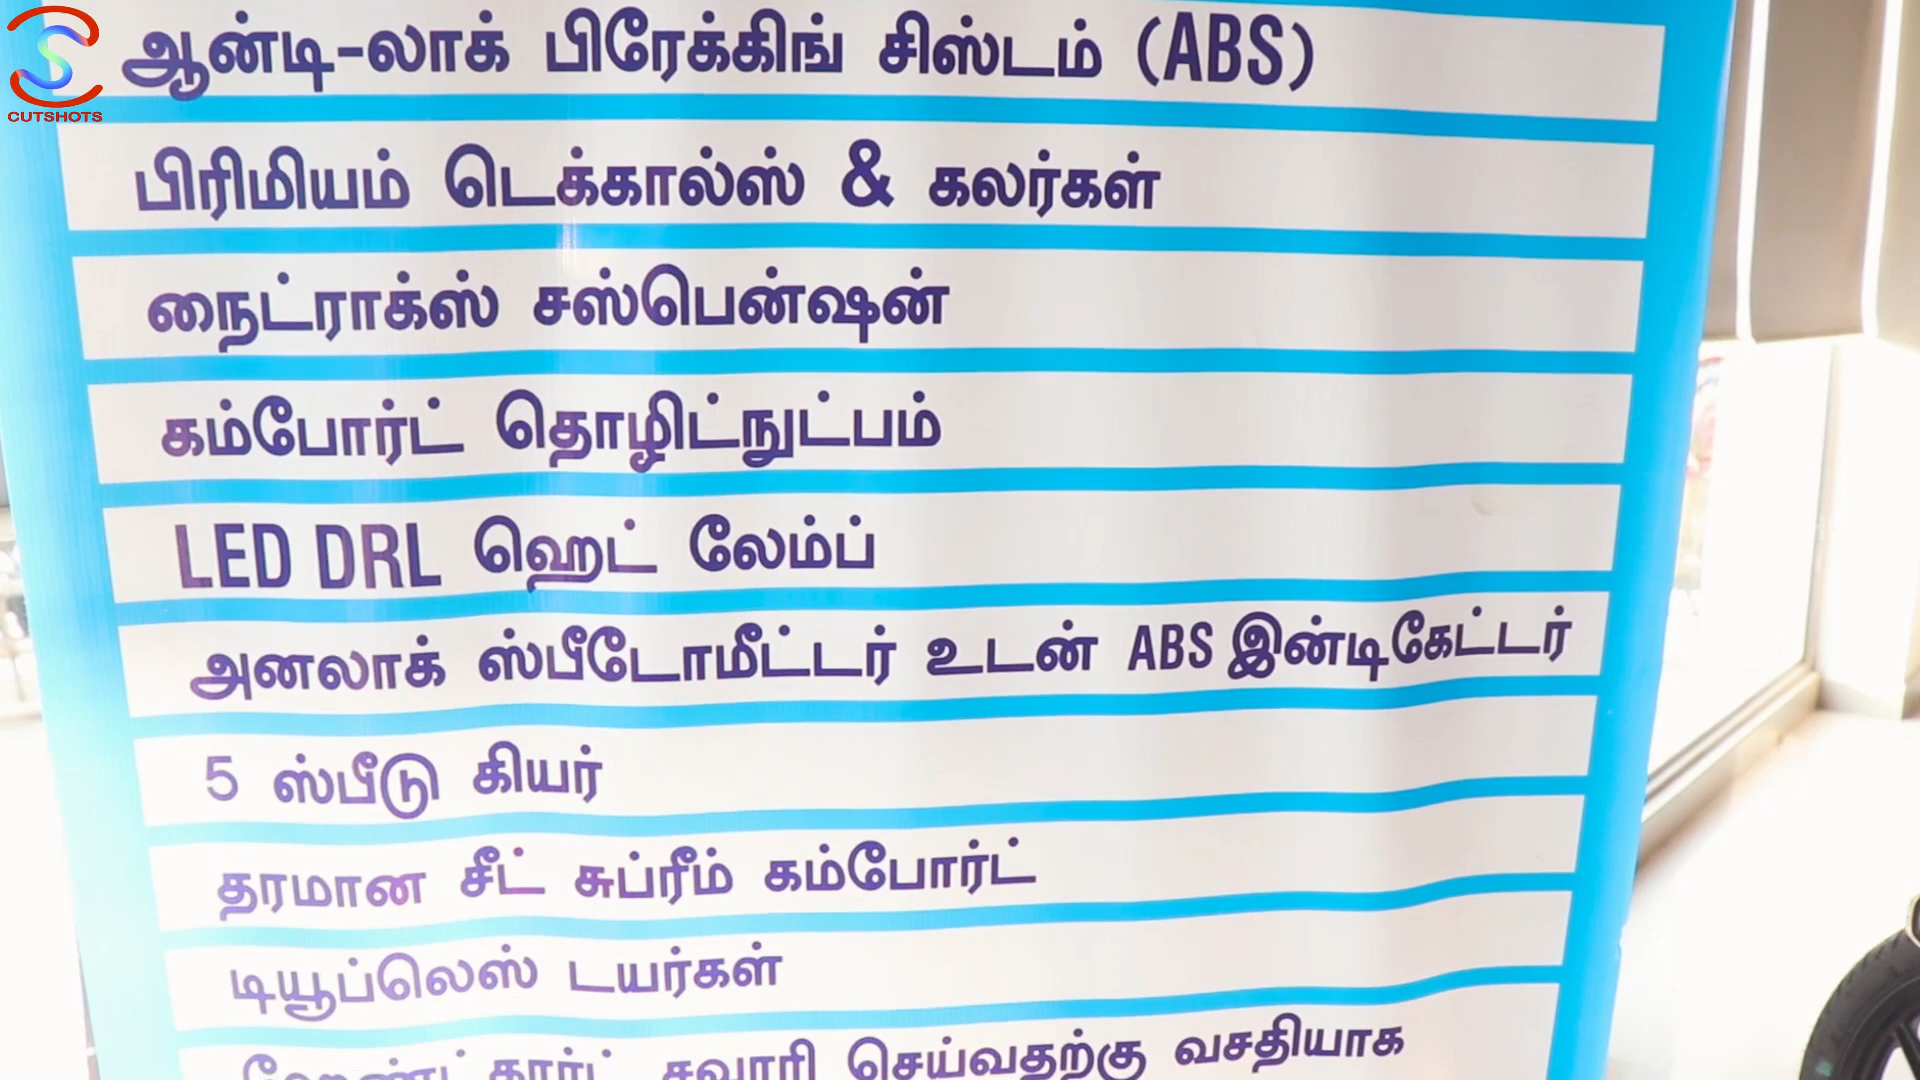 CUTSHOTS
ஆன்டி-லாக் பிரேக்கிங் சிஸ்டம் (ABS)
பிரிமியம் டெக்கால்ஸ் & கலர்கள்
நைட்ராக்ஸ் சஸ்பென்ஷன்
கம்போர்ட் தொழிட்நுட்பம்
LED DRL ஹெட் லேம்ப்
அனலாக் ஸ்பீடோமீட்டர் உடன் ABS இன்டிகேட்டர்
5 ஸ்பீடு கியர்
தரமான சீட் சுப்ரீம் கம்போர்ட்
டியூப்லெஸ் டயர்கள்
சவாரி செய்வதற்கு வசதியாக